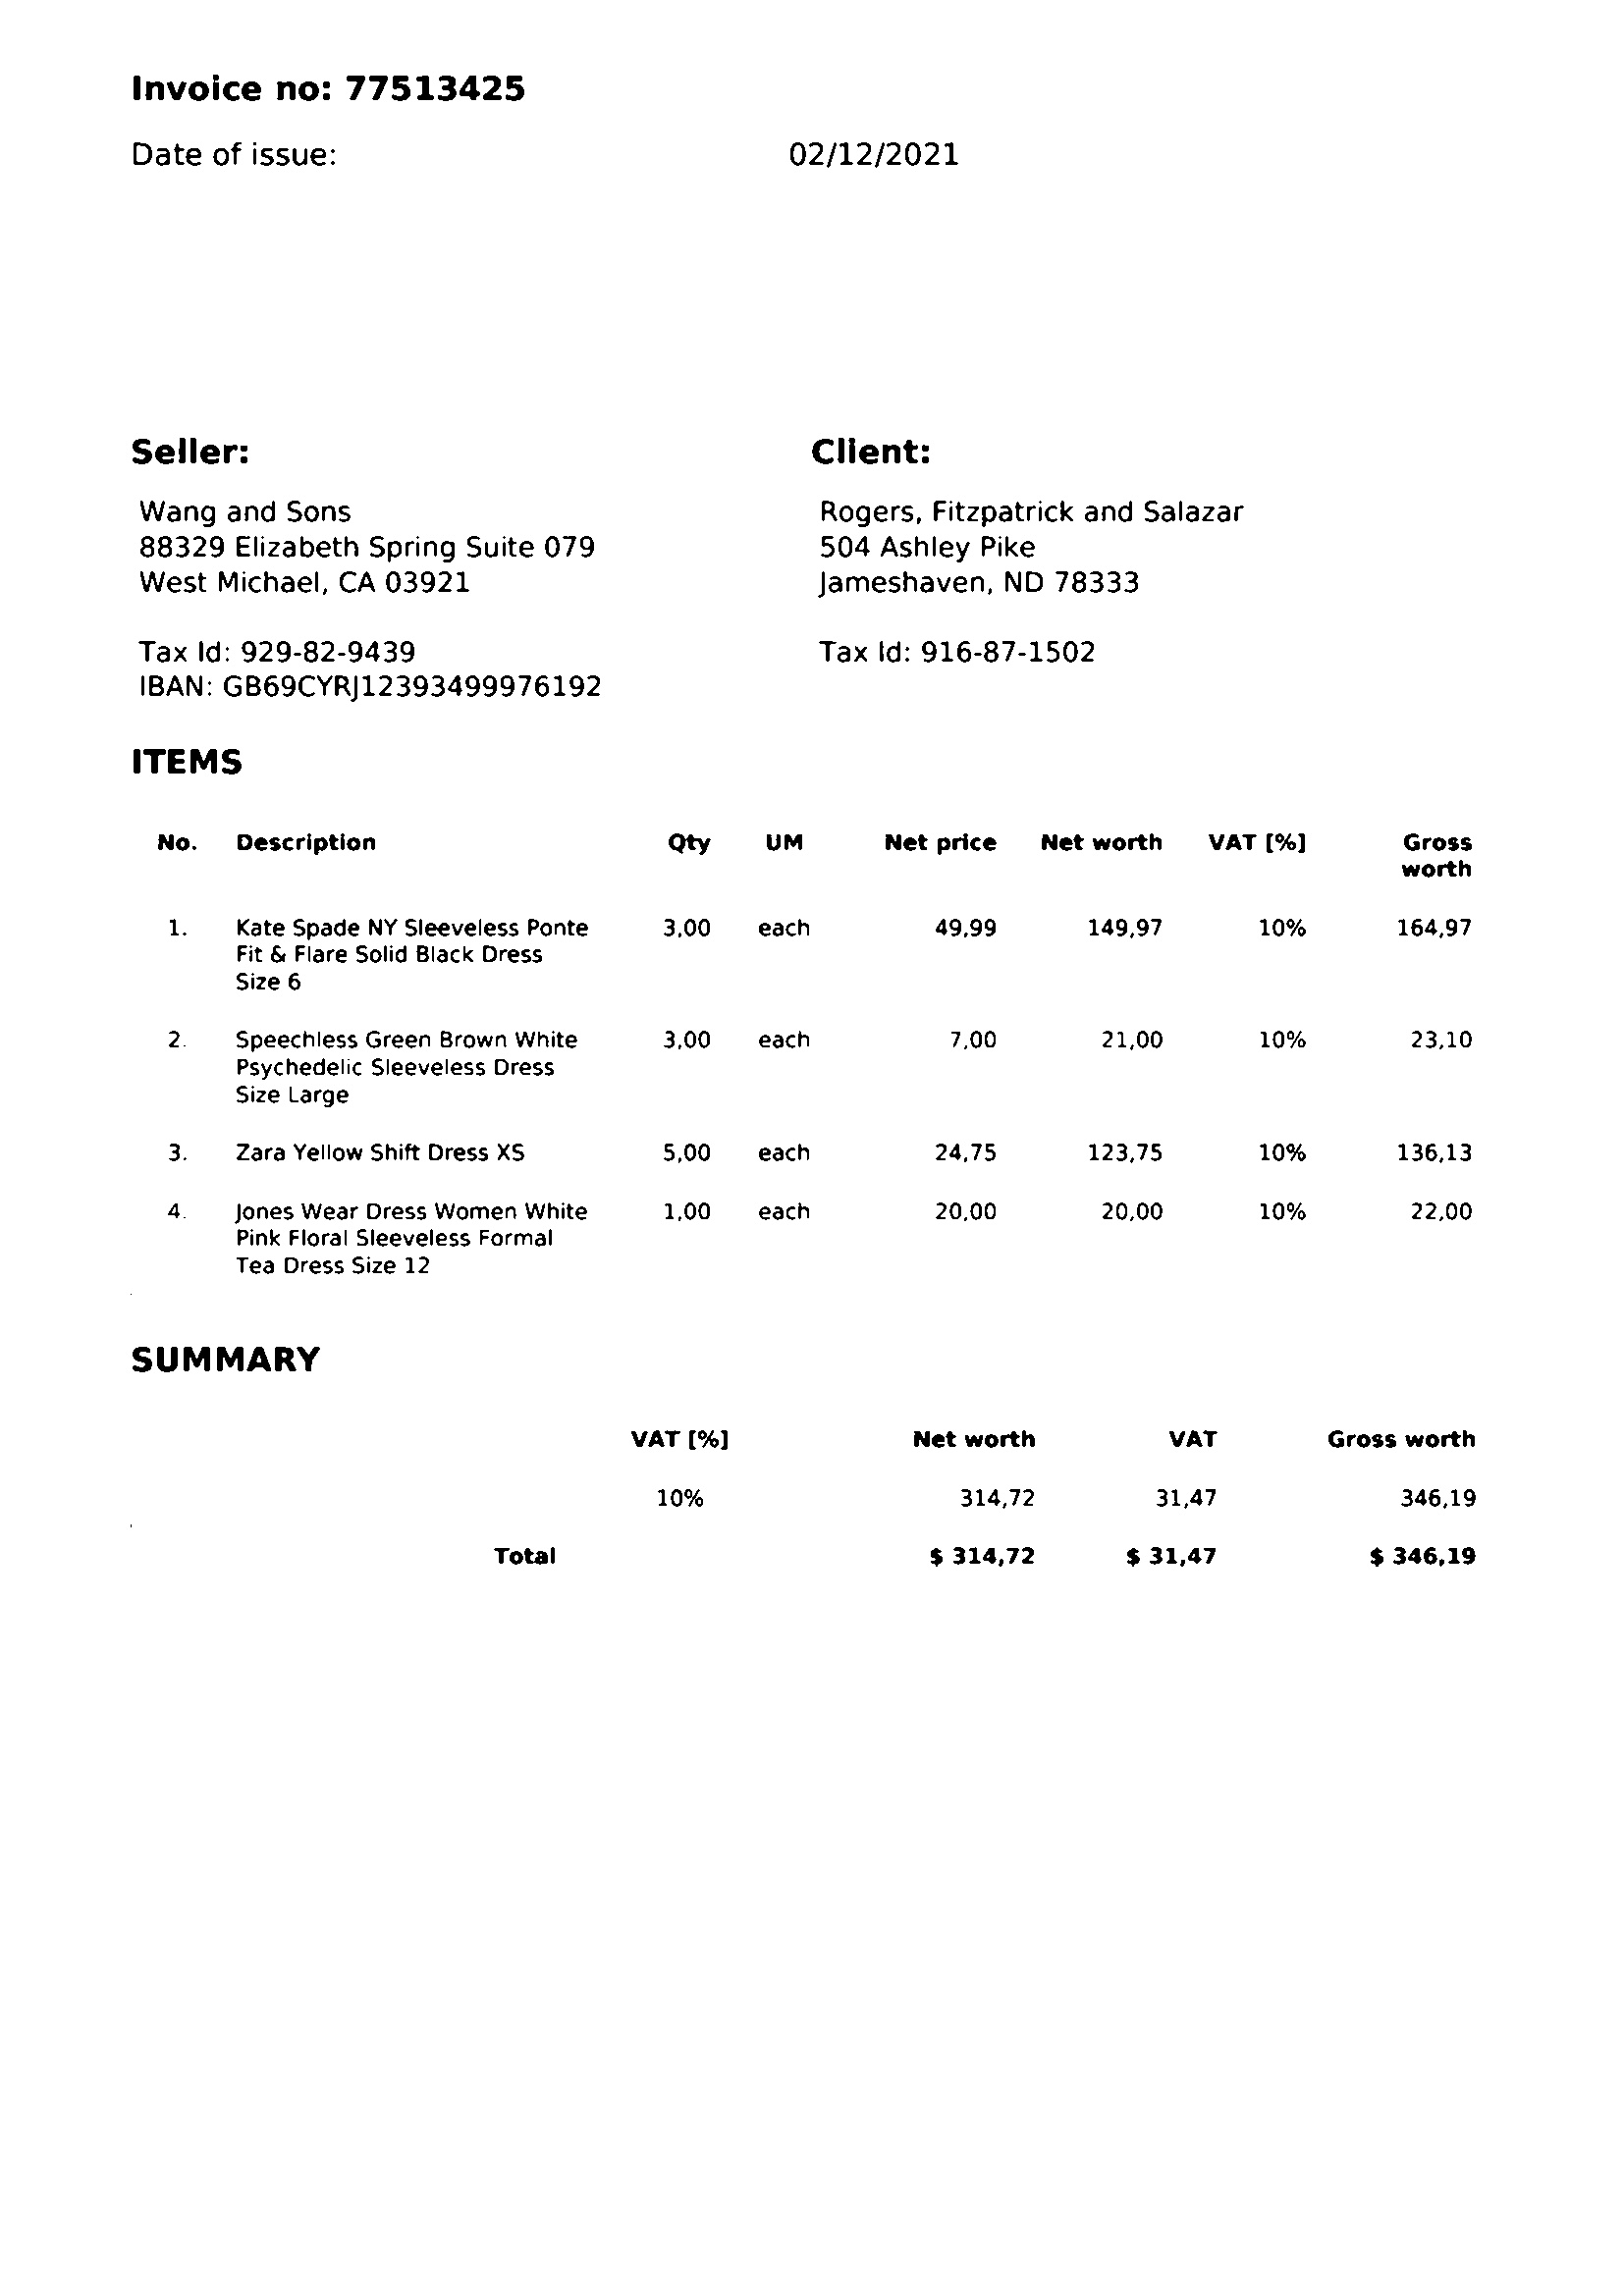 Invoice no: 77513425
Date of issue: 02/12/2021
Seller:
Wang and Sons
88329 Elizabeth Spring Suite 079
West Michael, CA 03921
Tax Id: 929-82-9439
IBAN: GB69CYRJ12393499976192
Client:
Rogers, Fitzpatrick and Salazar
504 Ashley Pike
Jameshaven, ND 78333
Tax Id: 916-87-1502
ITEMS
No. Description Qty UM Net price Net worth VAT [%] Gross
worth
1. Kate Spade NY Sleeveless Ponte 3,00 each 49,99 149,97 10% 164,97
Fit & Flare Solid Black Dress
Size 6
2. Speechless Green Brown White 3,00 each 7,00 21,00 10% 23,10
Psychedelic Sleeveless Dress
Size Large
3. Zara Yellow Shift Dress XS 5,00 each 24,75 123,75 10% 136,13
4. Jones Wear Dress Women White 1,00 each 20,00 20,00 10% 22,00
Pink Floral Sleeveless Formal
Tea Dress Size 12
SUMMARY
VAT [%] Net worth VAT Gross worth
10% 314,72 31,47 346,19
Total $ 314,72 $ 31,47 $ 346,19